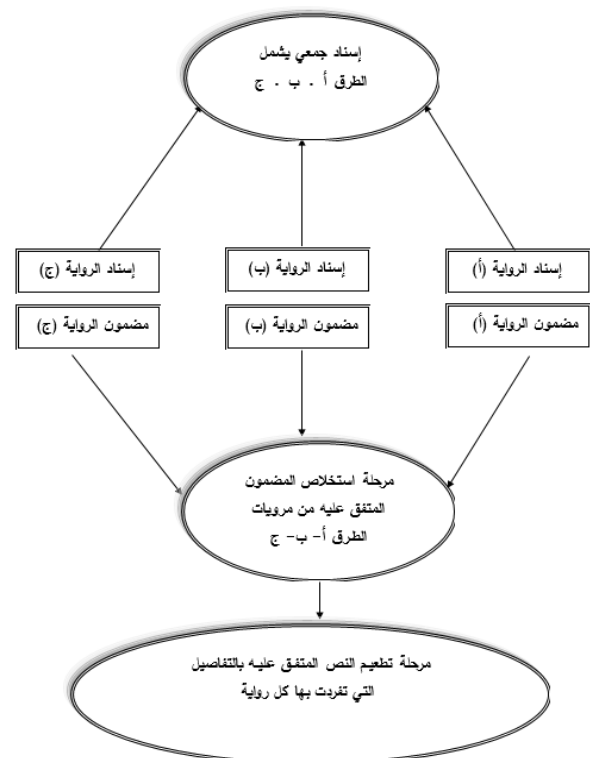 إسناد جمعي يشمل
الطرق أ . ب . ج
إسناد الرواية (أ)
إسناد الرواية (ب)
إسناد الرواية (ج)
مضمون الرواية (أ)
مضمون الرواية (ب)
مضمون الرواية (ج)
مرحلة استخلاص المضمون
المتفق عليه من مرويات
الطرق أ- ب- ج
مرحلة تطعيم النص المتفق عليه بالتفاصيل
التي تفردت بها كل رواية